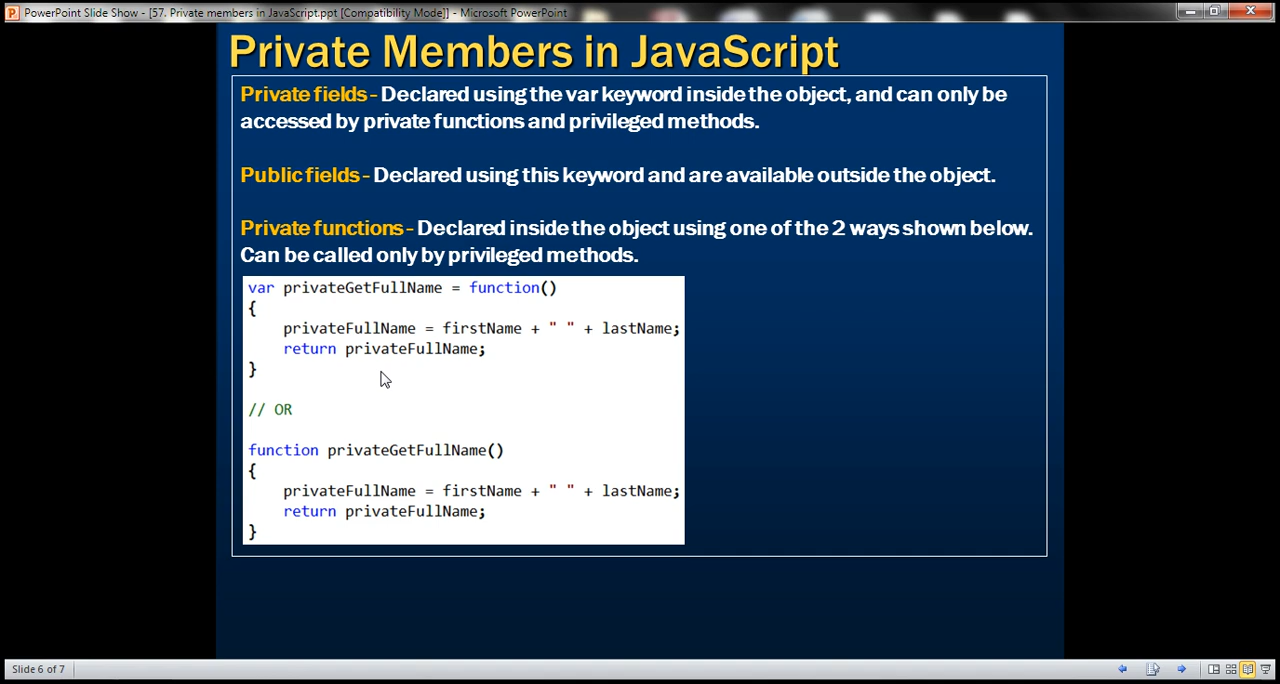 PowerPoint Slide Show - [57. Private members in JavaScript.ppt [Compatibility Mode]] - Microsoft PowerPoint
Private Members in JavaScript
Private fields - Declared using the var keyword inside the object, and can only be
accessed by private functions and privileged methods.
Public fields - Declared using this keyword and are available outside the object.
Private functions - Declared inside the object using one of the 2 ways shown below.
Can be called only by privileged methods.
var privateGetFullName = function()
{
privateFullName = firstName + " " + lastName;
return privateFullName;
}
// OR
function privateGetFullName()
{
privateFullName = firstName + " " + lastName;
return privateFullName;
}
Slide 6 of 7